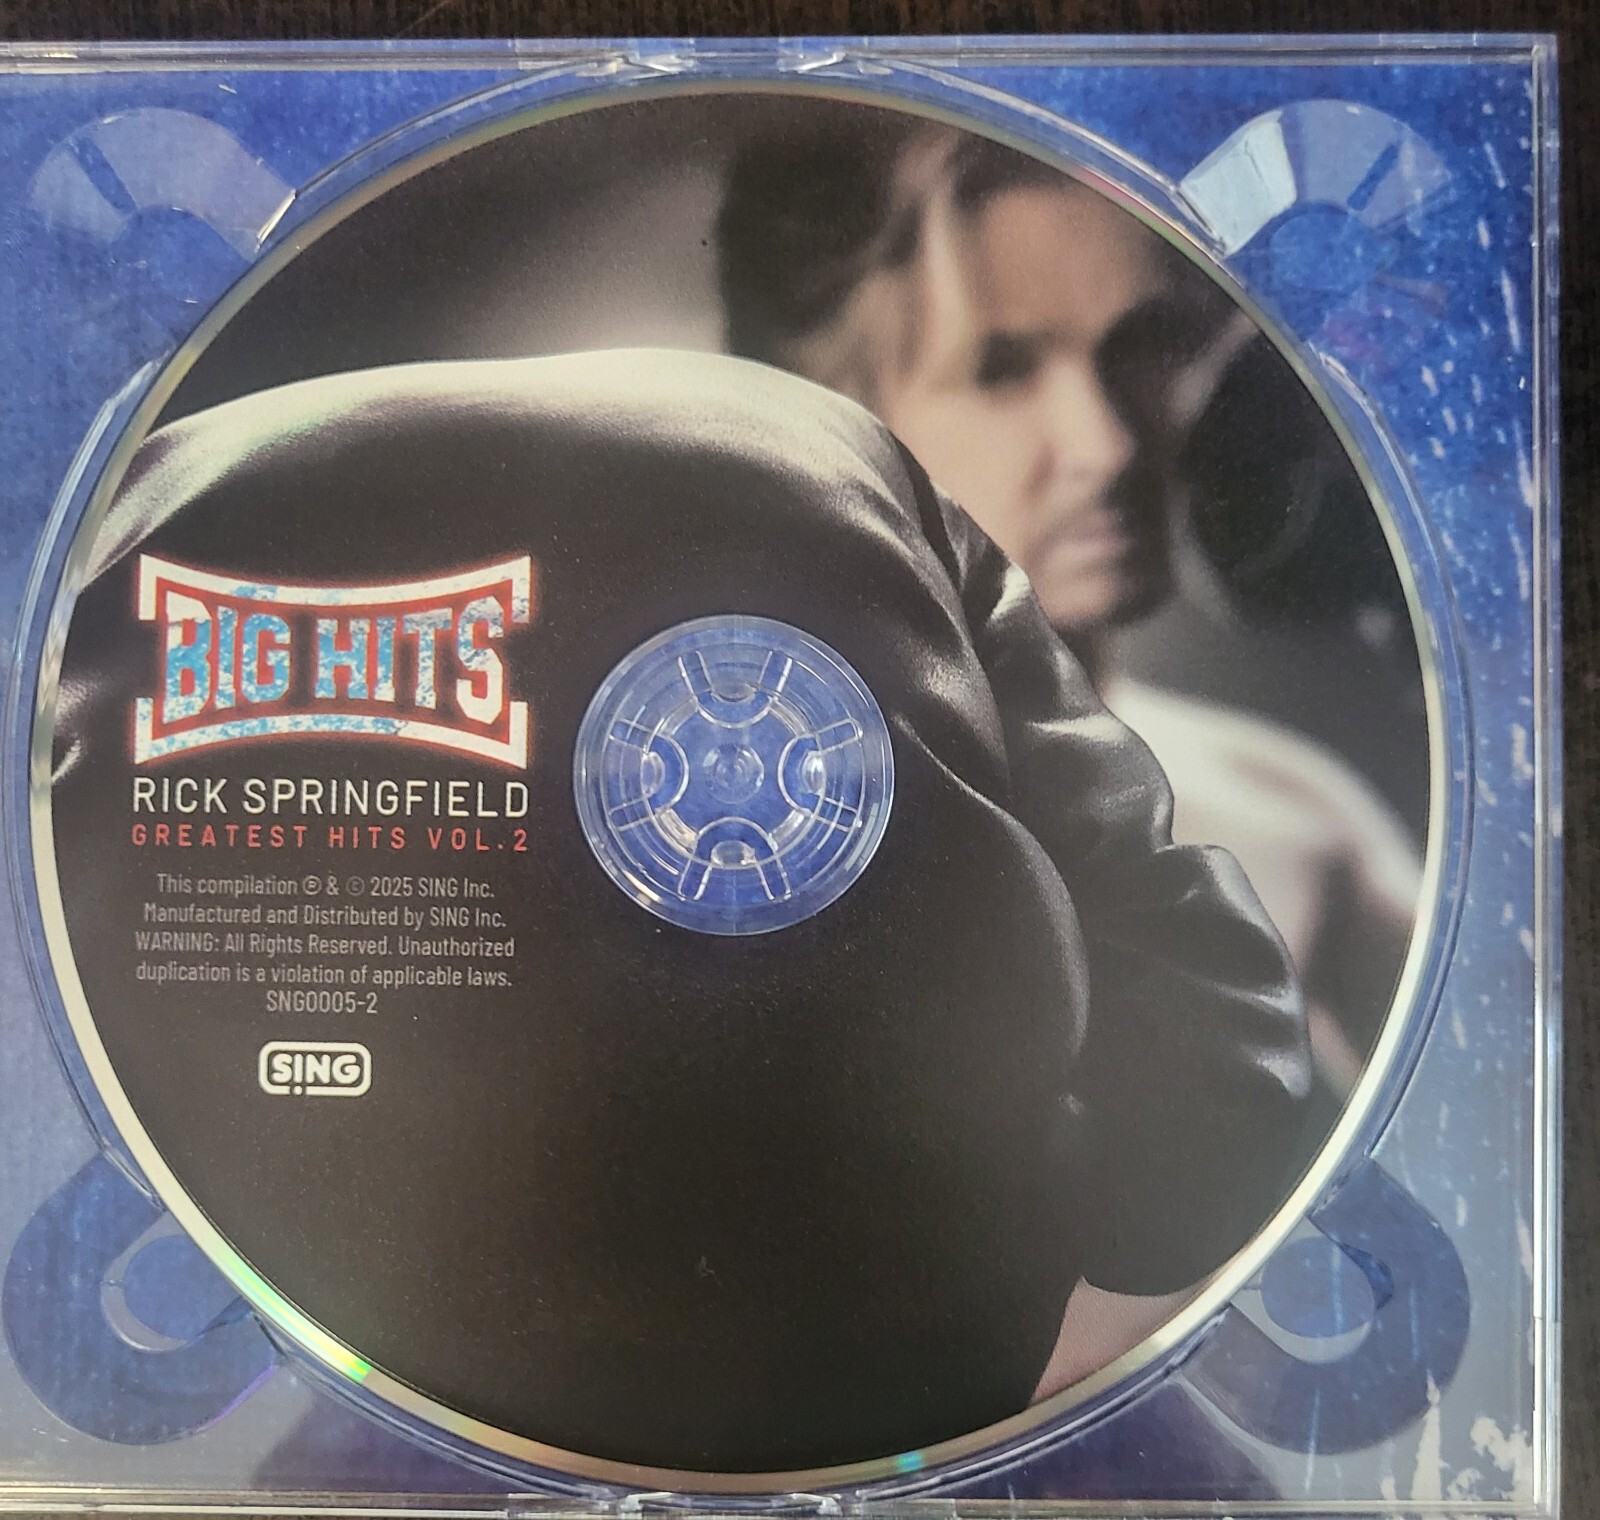 BIG HITS
RICK SPRINGFIELD
GREATEST HITS VOL.2
This compilation ℗ & © 2025 SING Inc.
Manufactured and Distributed by SING Inc.
WARNING: All Rights Reserved. Unauthorized
duplication is a violation of applicable laws.
SNG0005-2
SING